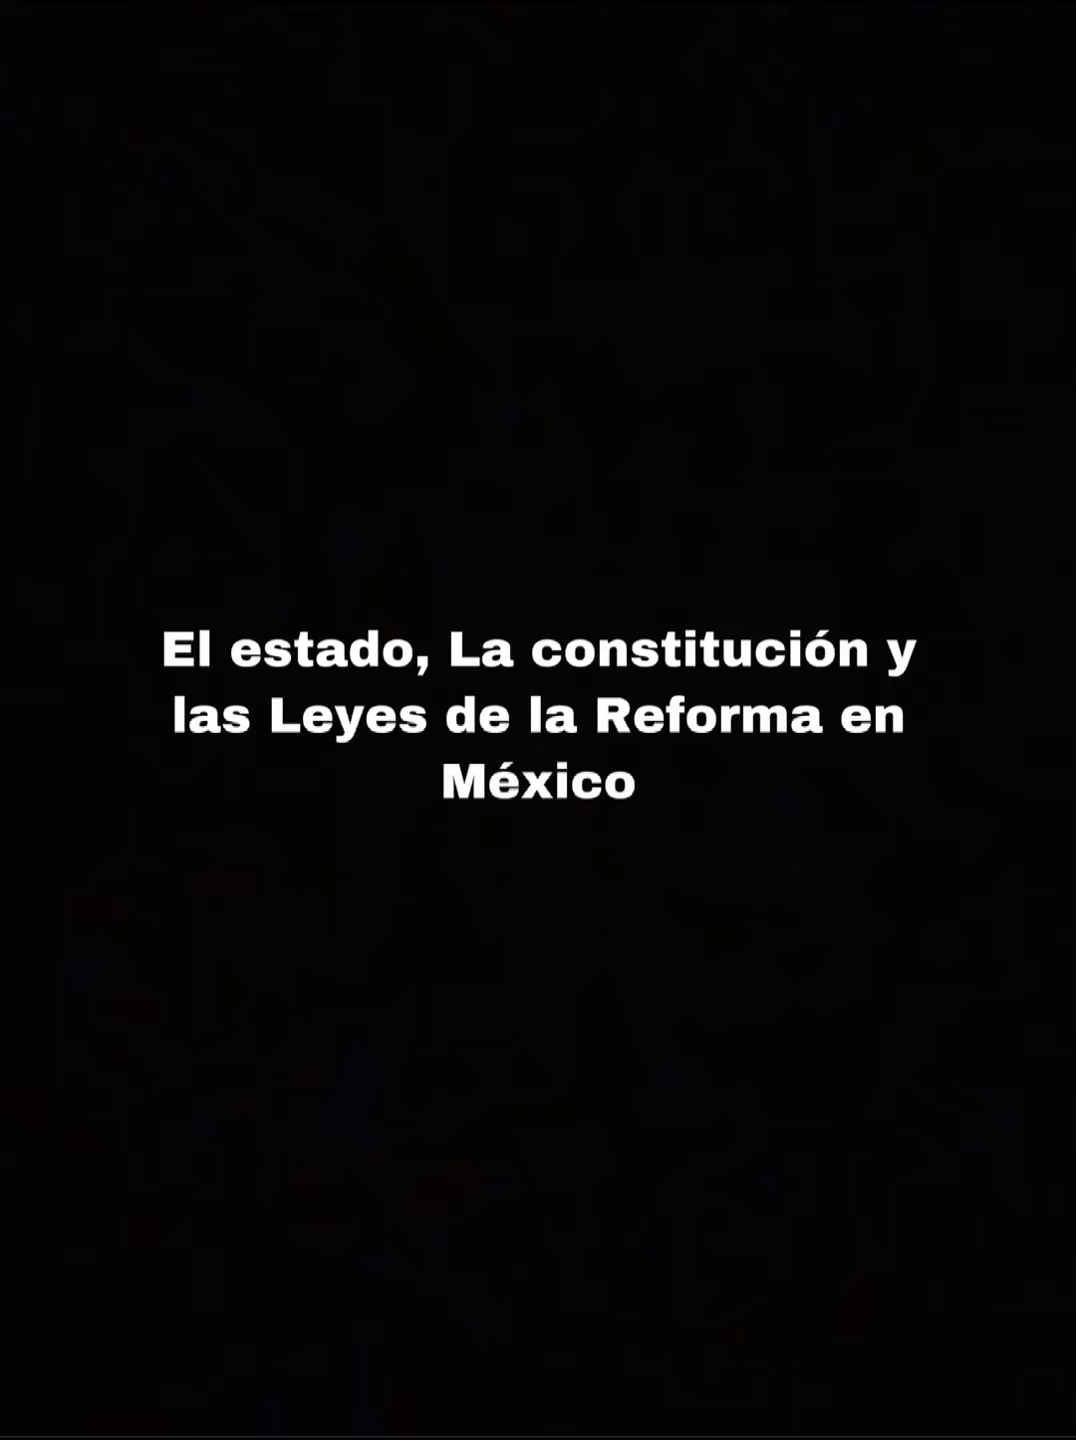 El estado, La constitución y
las Leyes de la Reforma en
México